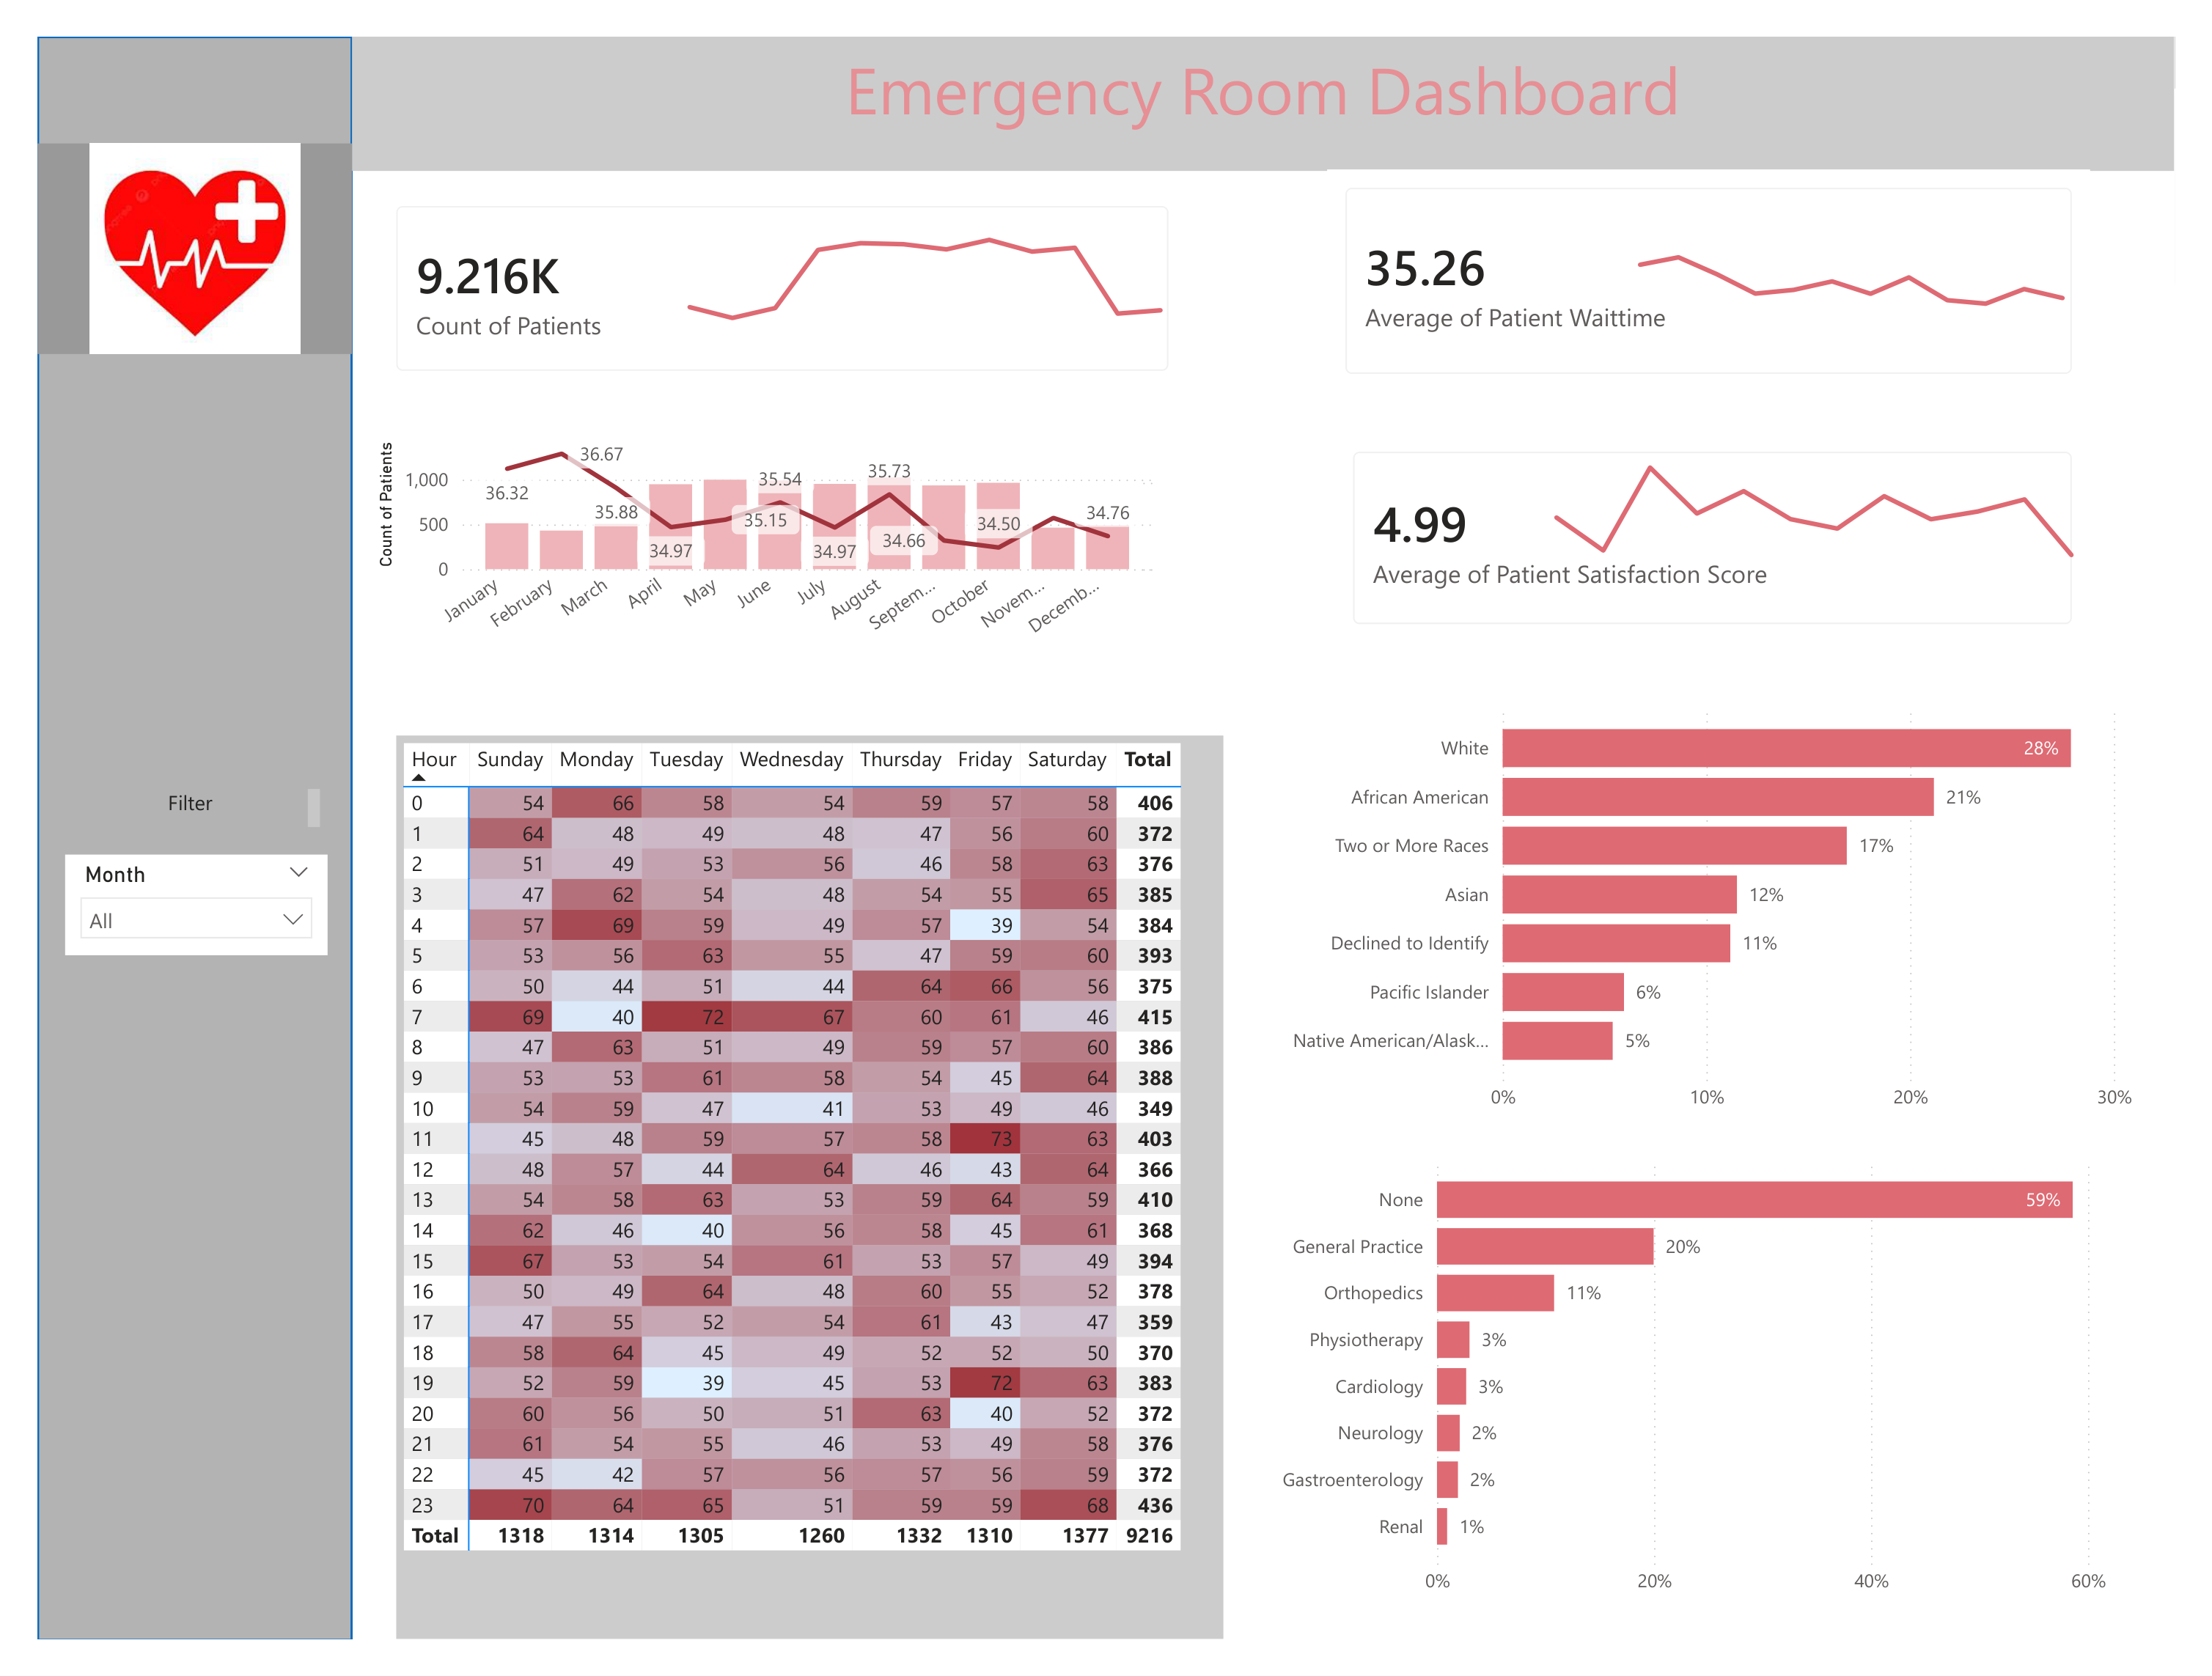 Emergency Room Dashboard
9.216K
Count of Patients
35.26
Average of Patient Waittime
Count of Patients
1,000
500
0
36.32
36.67
35.88
34.97
35.15
35.54
34.97
35.73
34.66
34.50
34.76
January
February
March
April
May
June
July
August
Septem...
October
Novem...
Decemb...
4.99
Average of Patient Satisfaction Score
Filter
Month
All
Hour Sunday Monday Tuesday Wednesday Thursday Friday Saturday Total
0 54 66 58 54 59 57 58 406
1 64 48 49 48 47 56 60 372
2 51 49 53 56 46 58 63 376
3 47 62 54 48 54 55 65 385
4 57 69 59 49 57 39 54 384
5 53 56 63 55 47 59 60 393
6 50 44 51 44 64 66 56 375
7 69 40 72 67 60 61 46 415
8 47 63 51 49 59 57 60 386
9 53 53 61 58 54 45 64 388
10 54 59 47 41 53 49 46 349
11 45 48 59 57 58 73 63 403
12 48 57 44 64 46 43 64 366
13 54 58 63 53 59 64 59 410
14 62 46 40 56 58 45 61 368
15 67 53 54 61 53 57 49 394
16 50 49 64 48 60 55 52 378
17 47 55 52 54 61 43 47 359
18 58 64 45 49 52 52 50 370
19 52 59 39 45 53 72 63 383
20 60 56 50 51 63 40 52 372
21 61 54 55 46 53 49 58 376
22 45 42 57 56 57 56 59 372
23 70 64 65 51 59 59 68 436
Total 1318 1314 1305 1260 1332 1310 1377 9216
White 28%
African American 21%
Two or More Races 17%
Asian 12%
Declined to Identify 11%
Pacific Islander 6%
Native American/Alask... 5%
0% 10% 20% 30%
None 59%
General Practice 20%
Orthopedics 11%
Physiotherapy 3%
Cardiology 3%
Neurology 2%
Gastroenterology 2%
Renal 1%
0% 20% 40% 60%